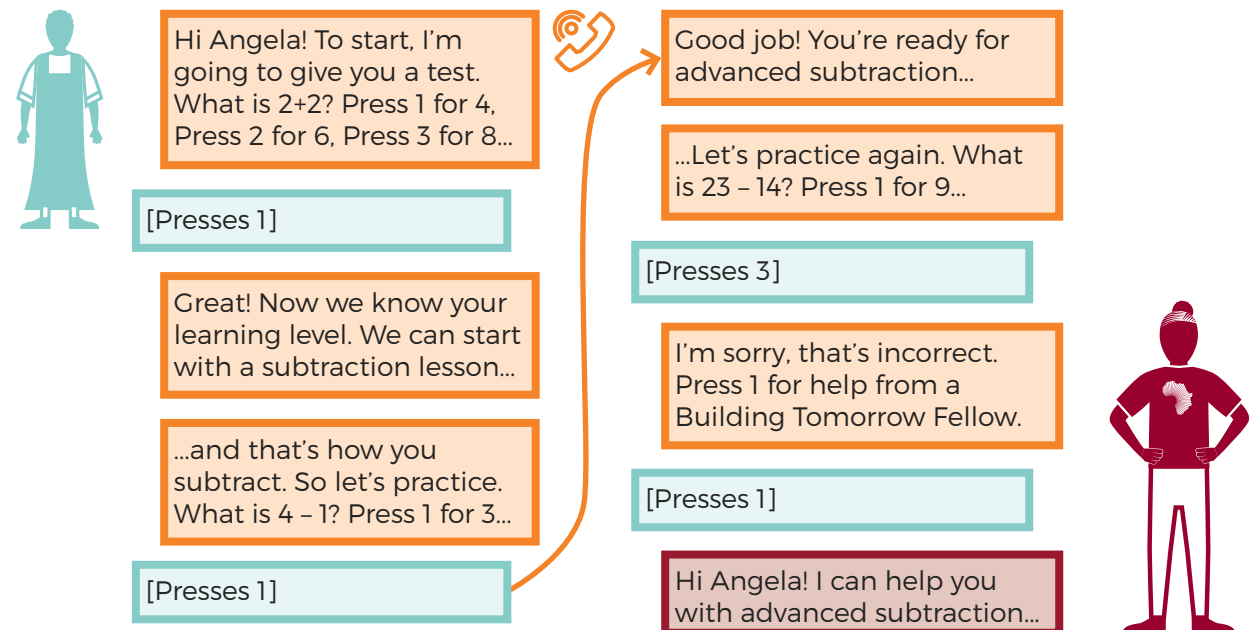 Hi Angela! To start, I'm
going to give you a test.
What is 2+2? Press 1 for 4,
Press 2 for 6, Press 3 for 8...
[Presses 1]
Great! Now we know your
learning level. We can start
with a subtraction lesson...
...and that's how you
subtract. So let's practice.
What is 4 – 1? Press 1 for 3...
[Presses 1]
Good job! You're ready for
advanced subtraction...
...Let's practice again. What
is 23 – 14? Press 1 for 9...
[Presses 3]
I'm sorry, that's incorrect.
Press 1 for help from a
Building Tomorrow Fellow.
[Presses 1]
Hi Angela! I can help you
with advanced subtraction...